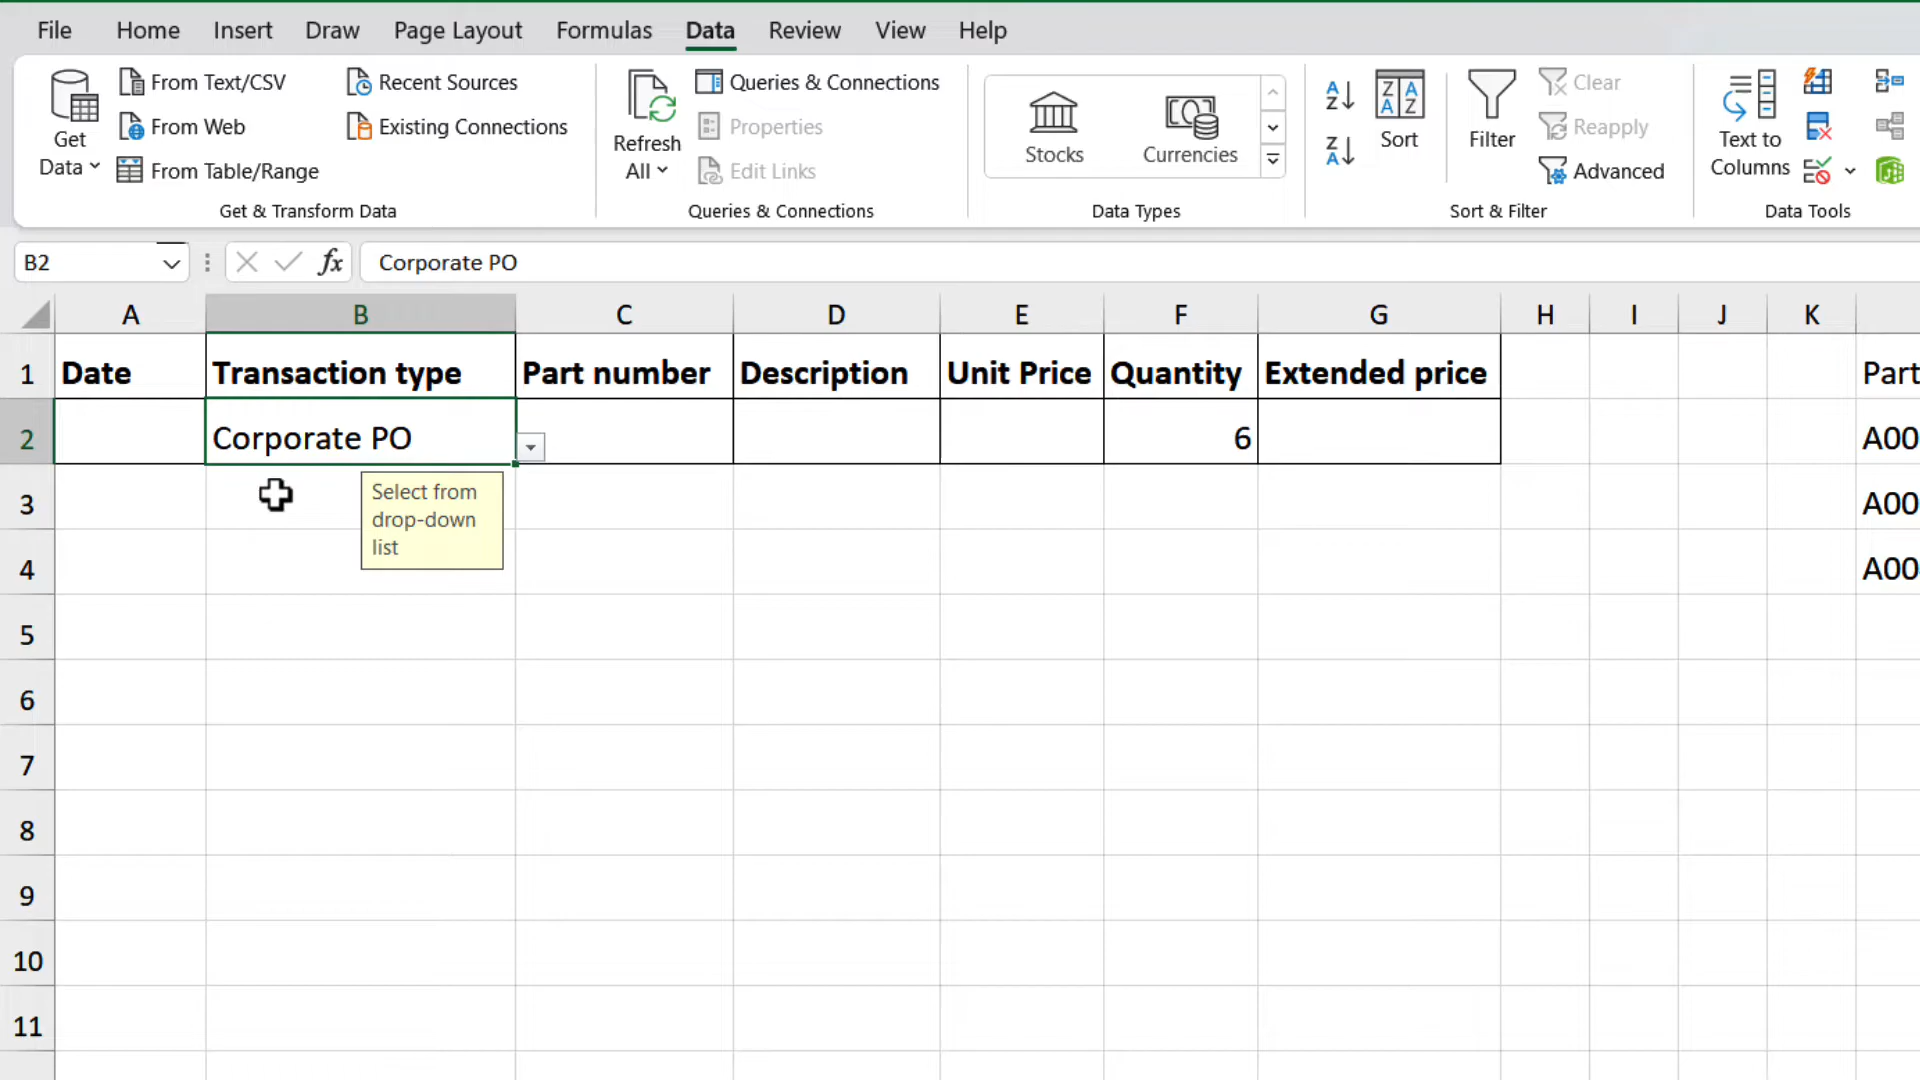 File Home Insert Draw Page Layout Formulas Data Review View Help
Get Data
From Text/CSV
From Web
From Table/Range
Recent Sources
Existing Connections
Get & Transform Data
Refresh All
Queries & Connections
Properties
Edit Links
Queries & Connections
Stocks
Currencies
Data Types
Sort
Filter
Clear
Reapply
Advanced
Sort & Filter
Text to Columns
Data Tools
B2 fx Corporate PO
A B C D E F G H I J K
1 Date Transaction type Part number Description Unit Price Quantity Extended price Part
2 Corporate PO 6 A00
3 A00
4 A00
Select from
drop-down
list
5
6
7
8
9
10
11